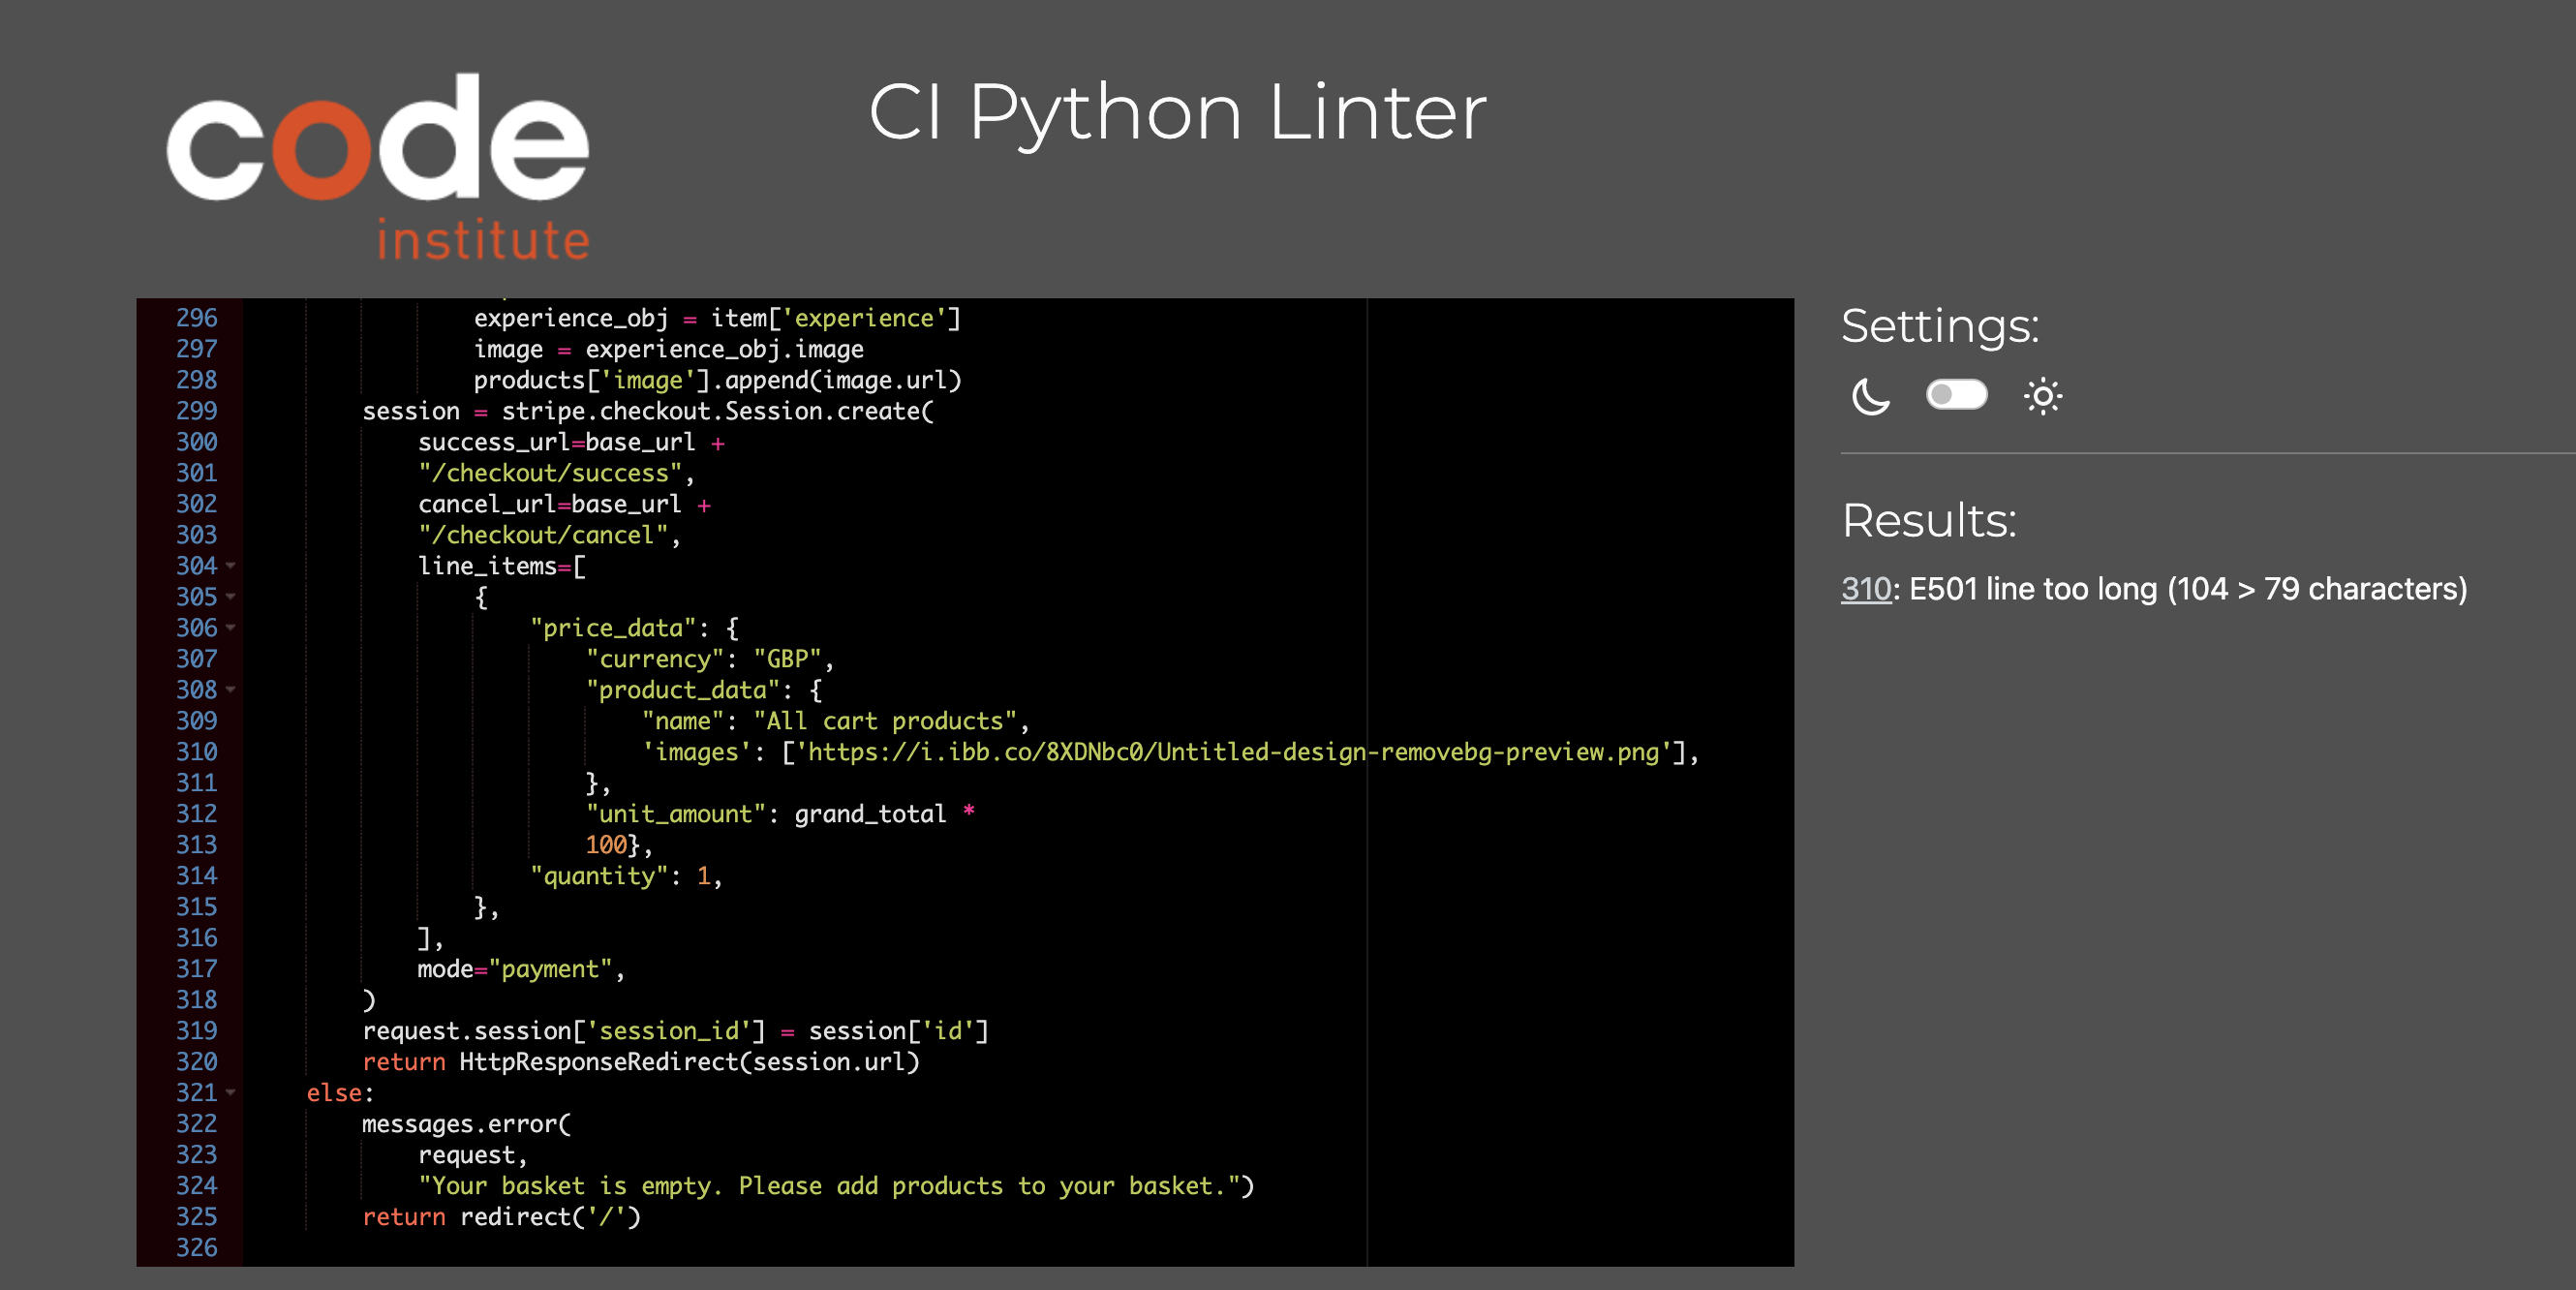 code
institute
CI Python Linter
296 experience_obj = item['experience']
297 image = experience_obj.image
298 products['image'].append(image.url)
299 session = stripe.checkout.Session.create(
300 success_url=base_url +
301 "/checkout/success",
302 cancel_url=base_url +
303 "/checkout/cancel",
304 line_items=[
305 {
306 "price_data": {
307 "currency": "GBP",
308 "product_data": {
309 "name": "All cart products",
310 'images': ['https://i.ibb.co/8XDNbc0/Untitled-design-removebg-preview.png'],
311 },
312 "unit_amount": grand_total *
313 100},
314 "quantity": 1,
315 },
316 ],
317 mode="payment",
318 )
319 request.session['session_id'] = session['id']
320 return HttpResponseRedirect(session.url)
321 else:
322 messages.error(
323 request,
324 "Your basket is empty. Please add products to your basket.")
325 return redirect('/')
326
Settings:
Results:
310: E501 line too long (104 > 79 characters)